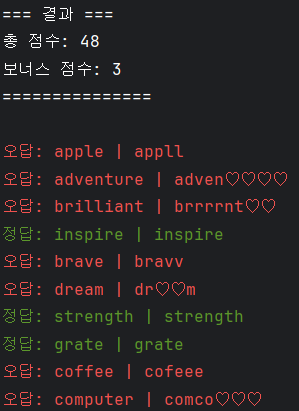 === 결과 ===
총 점수: 48
보너스 점수: 3
===============
오답: apple | appll
오답: adventure | adven♡♡♡♡
오답: brilliant | brrrrnt♡♡
정답: inspire | inspire
오답: brave | bravv
오답: dream | dr♡♡m
정답: strength | strength
정답: grate | grate
오답: coffee | cofeee
오답: computer | comco♡♡♡